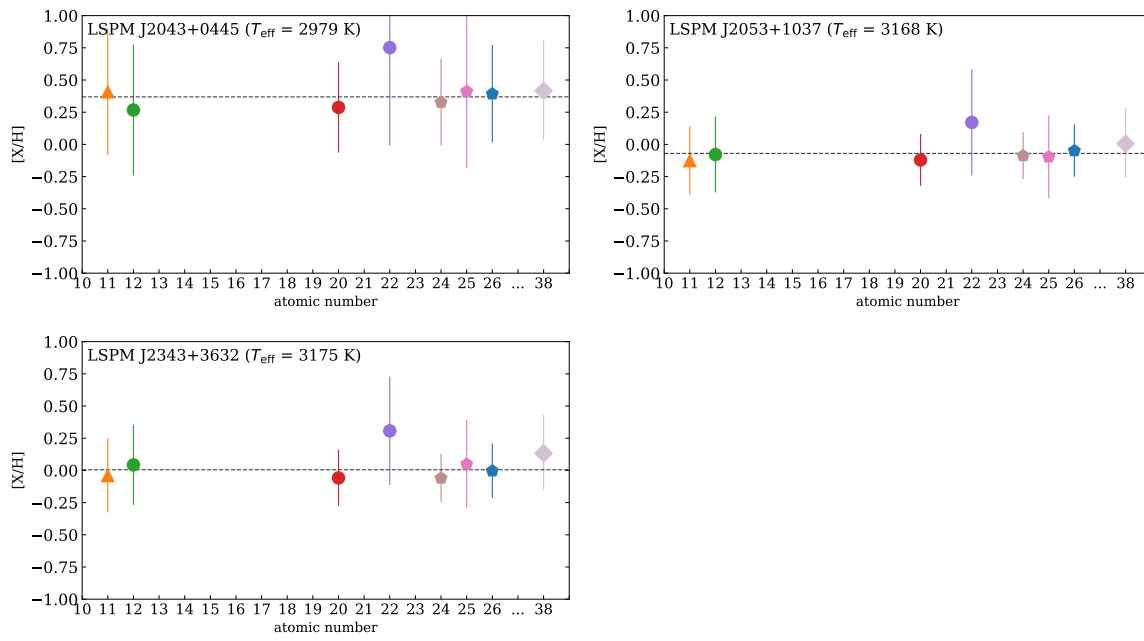 LSPM J2043+0445 (Teff = 2979 K)
[X/H]
1.00
0.75
0.50
0.25
0.00
−0.25
−0.50
−0.75
−1.00
10 11 12 13 14 15 16 17 18 19 20 21 22 23 24 25 26 ... 38
atomic number
LSPM J2053+1037 (Teff = 3168 K)
[X/H]
1.00
0.75
0.50
0.25
0.00
−0.25
−0.50
−0.75
−1.00
10 11 12 13 14 15 16 17 18 19 20 21 22 23 24 25 26 ... 38
atomic number
LSPM J2343+3632 (Teff = 3175 K)
[X/H]
1.00
0.75
0.50
0.25
0.00
−0.25
−0.50
−0.75
−1.00
10 11 12 13 14 15 16 17 18 19 20 21 22 23 24 25 26 ... 38
atomic number